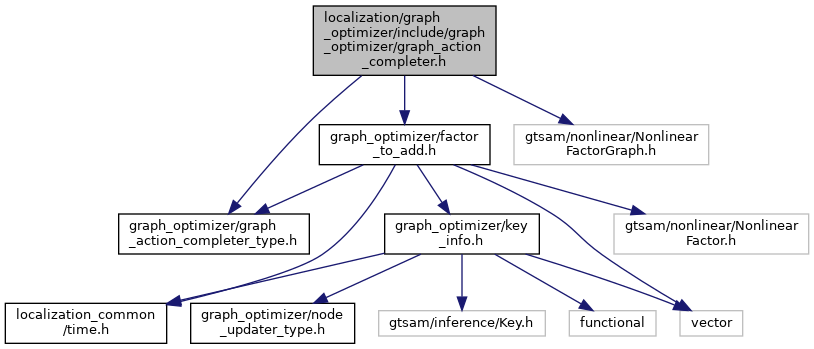 localization/graph
_optimizer/include/graph
_optimizer/graph_action
_completer.h
graph_optimizer/factor
_to_add.h
gtsam/nonlinear/Nonlinear
FactorGraph.h
graph_optimizer/graph
_action_completer_type.h
graph_optimizer/key
_info.h
gtsam/nonlinear/Nonlinear
Factor.h
localization_common
/time.h
graph_optimizer/node
_updater_type.h
gtsam/inference/Key.h
functional
vector